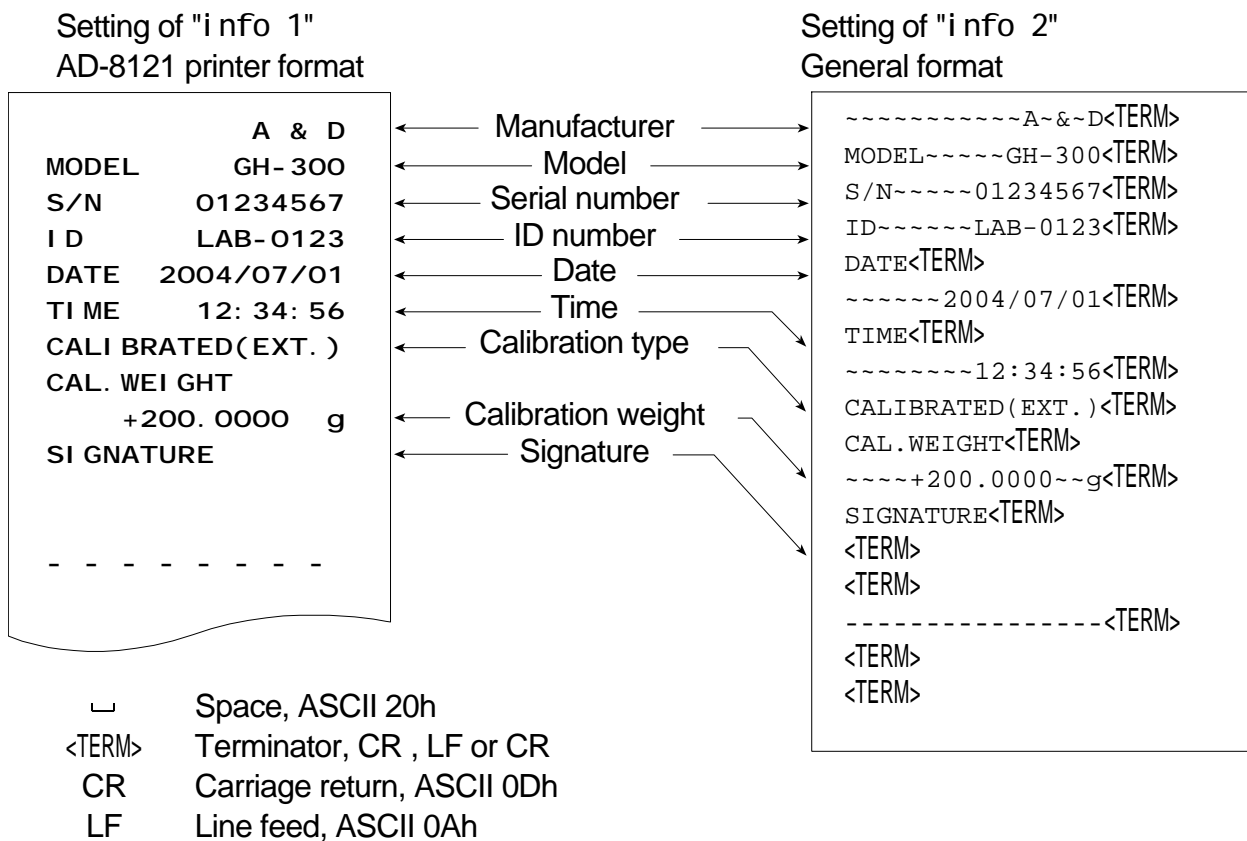 Setting of "info 1"
AD-8121 printer format
A & D
MODEL GH-300
S/N 01234567
ID LAB-0123
DATE 2004/07/01
TIME 12:34:56
CALIBRATED(EXT.)
CAL.WEIGHT
+200.0000 g
SIGNATURE
- - - - - - - -
Manufacturer
Model
Serial number
ID number
Date
Time
Calibration type
Calibration weight
Signature
Setting of "info 2"
General format
~~~~~~~~~~~A~&~D<TERM>
MODEL~~~~~GH-300<TERM>
S/N~~~~~01234567<TERM>
ID~~~~~~LAB-0123<TERM>
DATE<TERM>
~~~~~~2004/07/01<TERM>
TIME<TERM>
~~~~~~~~12:34:56<TERM>
CALIBRATED(EXT.)<TERM>
CAL.WEIGHT<TERM>
~~~~+200.0000~~g<TERM>
SIGNATURE<TERM>
<TERM>
<TERM>
----------------<TERM>
<TERM>
<TERM>
⌴ Space, ASCII 20h
<TERM> Terminator, CR , LF or CR
CR Carriage return, ASCII 0Dh
LF Line feed, ASCII 0Ah